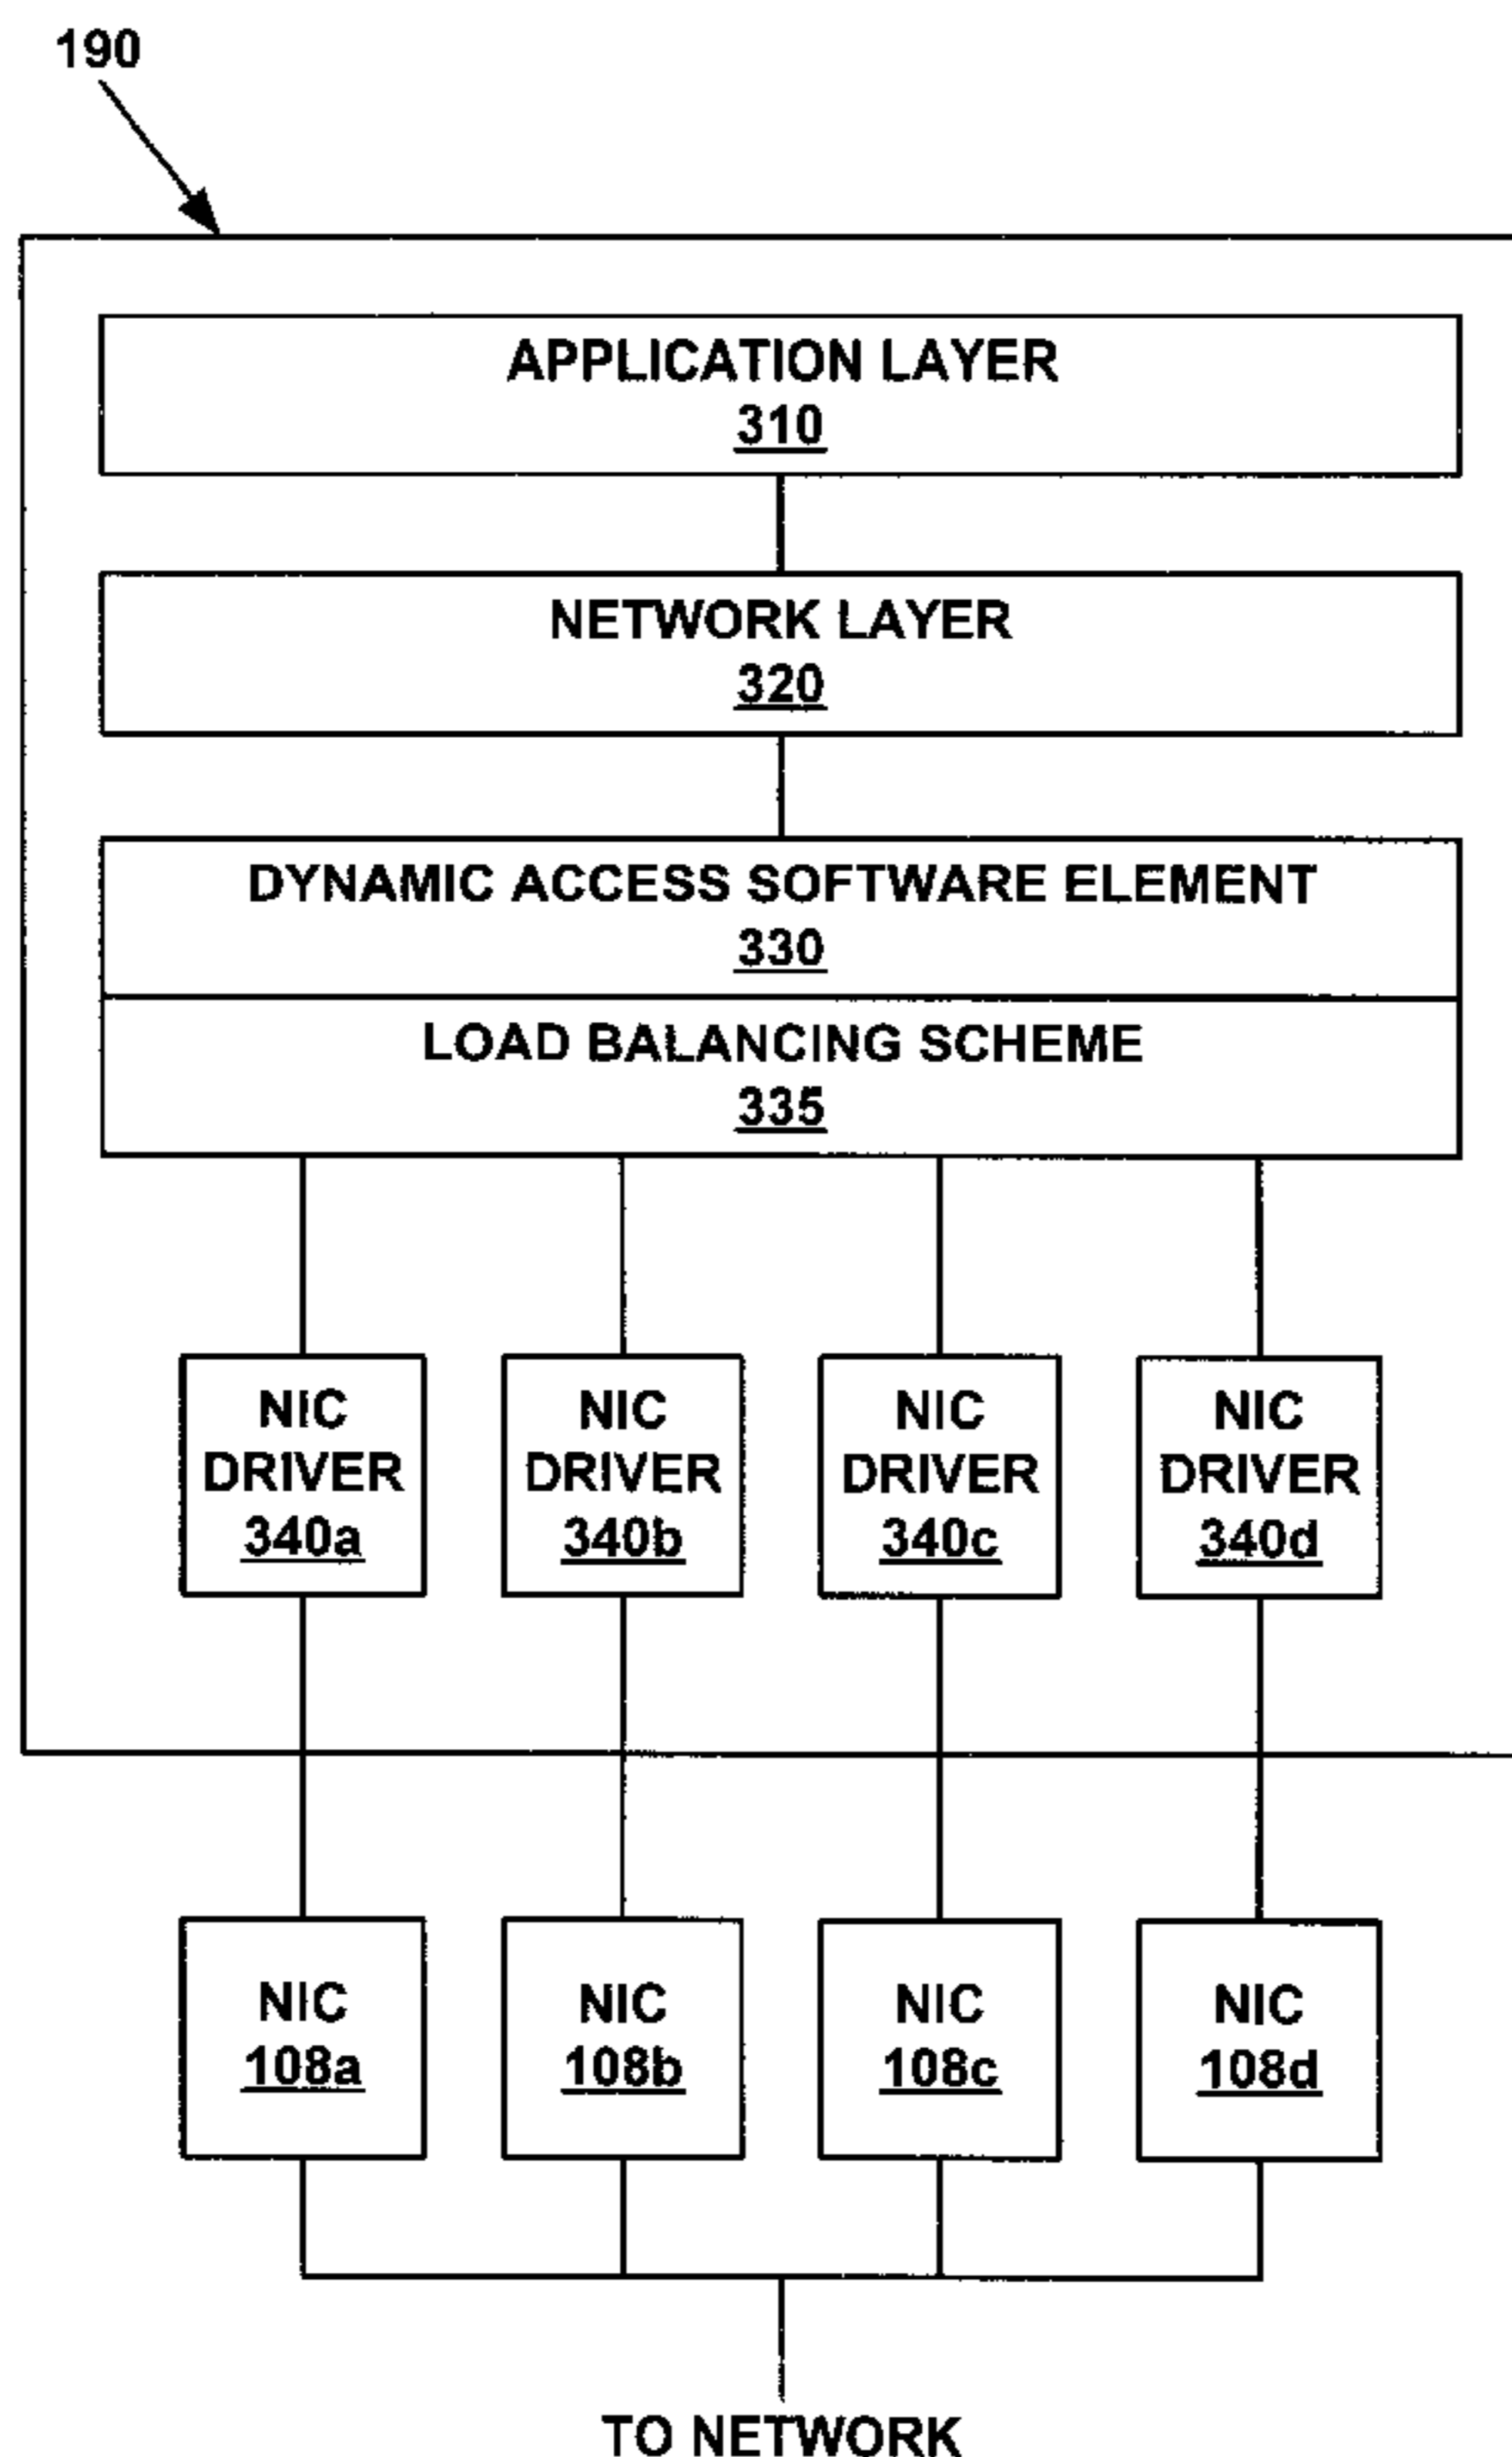 190
APPLICATION LAYER
310
NETWORK LAYER
320
DYNAMIC ACCESS SOFTWARE ELEMENT
330
LOAD BALANCING SCHEME
335
NIC
DRIVER
340a
NIC
DRIVER
340b
NIC
DRIVER
340c
NIC
DRIVER
340d
NIC
108a
NIC
108b
NIC
108c
NIC
108d
TO NETWORK